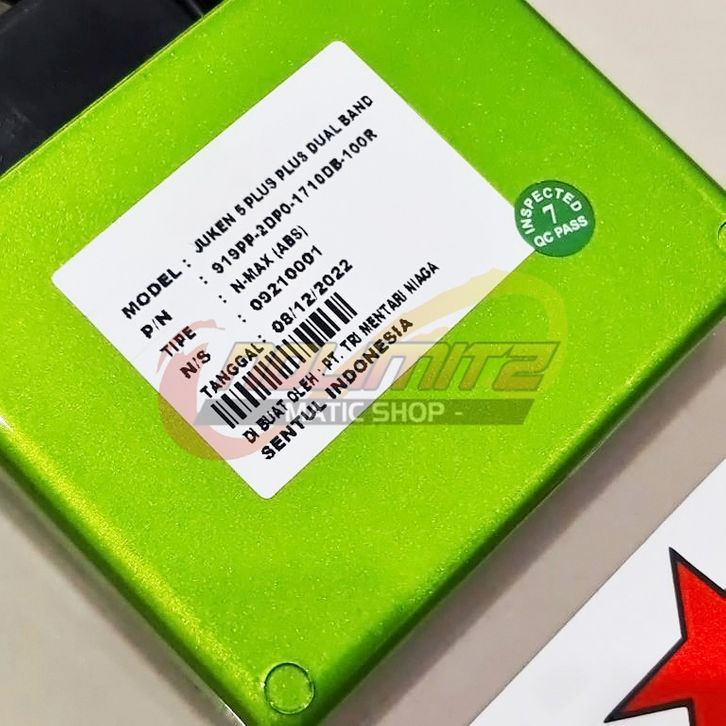 MODEL : JUKEN 5 PLUS PLUS DUAL BAND
P/N : 919PP-2DP0-1710DB-100R
TIPE : N-MAX (ABS)
N/S : 09210001
TANGGAL : 08/12/2022
DI BUAT OLEH : PT. TRI MENTARI NIAGA
SENTUL INDONESIA
INSPECTED
7
QC PASS
MATIC SHOP -